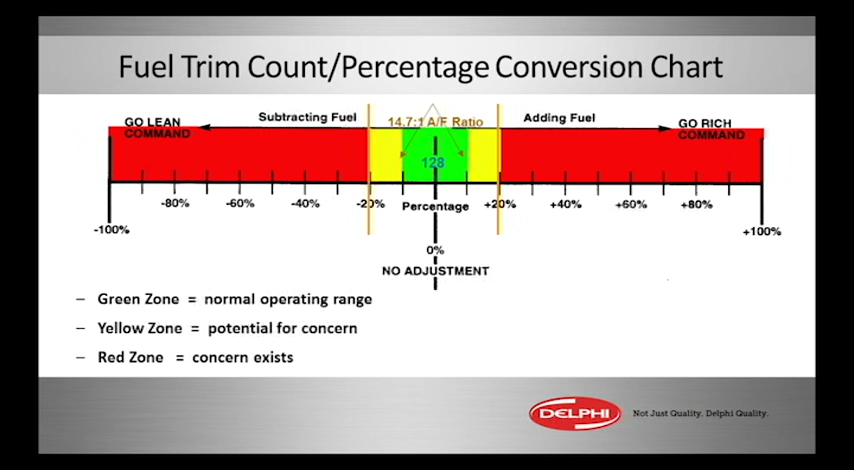 Fuel Trim Count/Percentage Conversion Chart
GO LEAN
COMMAND
Subtracting Fuel
14.7:1 A/F Ratio
Adding Fuel
GO RICH
COMMAND
128
-80% -60% -40% -20% Percentage +20% +40% +60% +80%
-100%
+100%
0%
NO ADJUSTMENT
– Green Zone = normal operating range
– Yellow Zone = potential for concern
– Red Zone = concern exists
DELPHI
Not Just Quality. Delphi Quality.